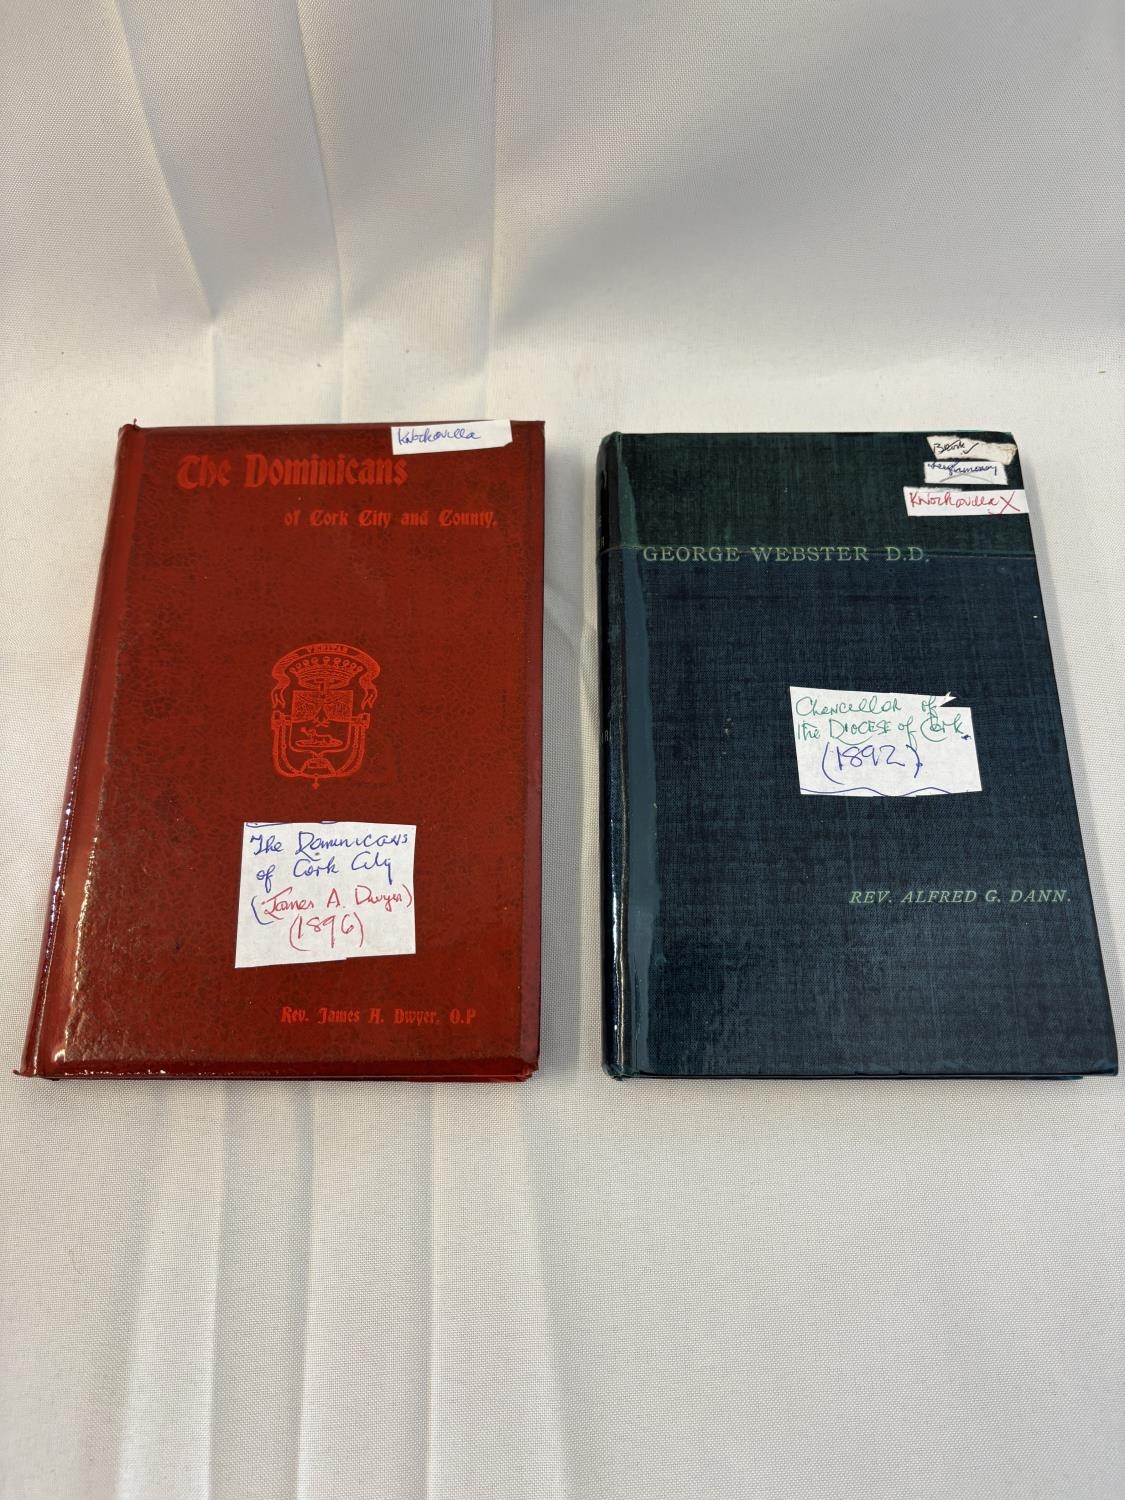 Knockavilla
The Dominicans
of Cork City and County.
VERITAS
The Dominicans
of Cork City
(James A. Dwyer)
(1896)
Rev. James A. Dwyer, O.P
Knockavilla X
GEORGE WEBSTER D.D.
Chancellor of
the DIOCESE of Cork.
(1892).
REV. ALFRED G. DANN.